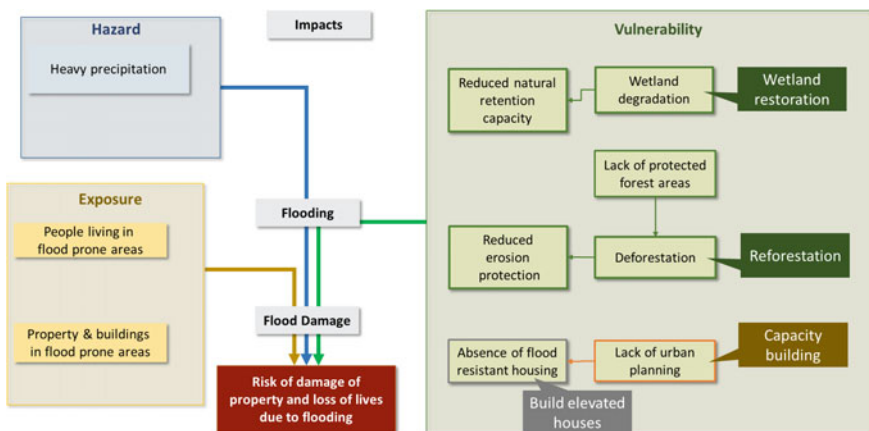 Hazard
Heavy precipitation
Impacts
Vulnerability
Reduced natural
retention
capacity
Wetland
degradation
Wetland
restoration
Lack of protected
forest areas
Exposure
People living in
flood prone areas
Flooding
Reduced
erosion
protection
Deforestation
Reforestation
Property & buildings
in flood prone areas
Flood Damage
Absence of flood
resistant housing
Lack of urban
planning
Capacity
building
Risk of damage of
property and loss of lives
due to flooding
Build elevated
houses